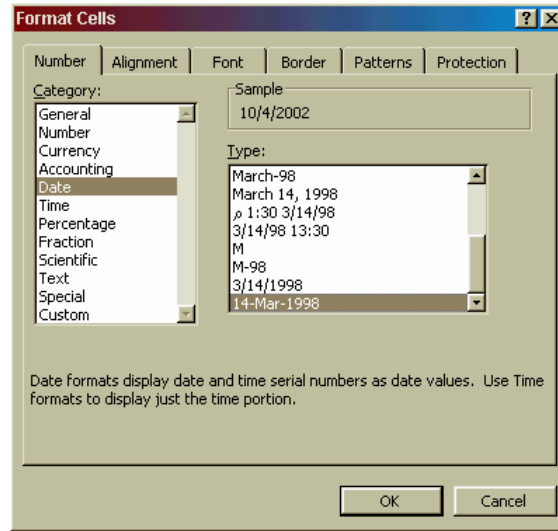 Format Cells
Number Alignment Font Border Patterns Protection
Category:
General
Number
Currency
Accounting
Date
Time
Percentage
Fraction
Scientific
Text
Special
Custom
Sample
10/4/2002
Type:
March-98
March 14, 1998
م 1:30 3/14/98
3/14/98 13:30
M
M-98
3/14/1998
14-Mar-1998
Date formats display date and time serial numbers as date values. Use Time
formats to display just the time portion.
OK Cancel